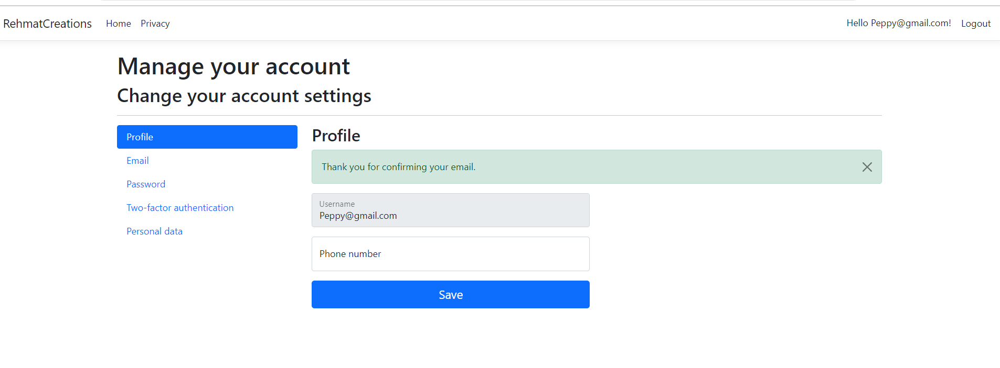 RehmatCreations Home Privacy Hello Peppy@gmail.com! Logout
Manage your account
Change your account settings
Profile
Email
Password
Two-factor authentication
Personal data
Profile
Thank you for confirming your email.
Username
Peppy@gmail.com
Phone number
Save